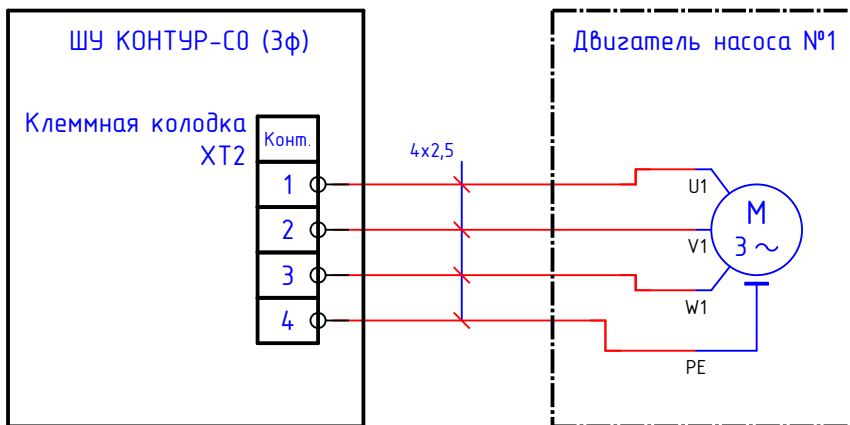 ШУ КОНТУР-СО (3ф)
Двигатель насоса №1
Клеммная колодка
XT2
Конт.
4x2,5
1
U1
M
2
V1
3 ~
3
W1
4
PE